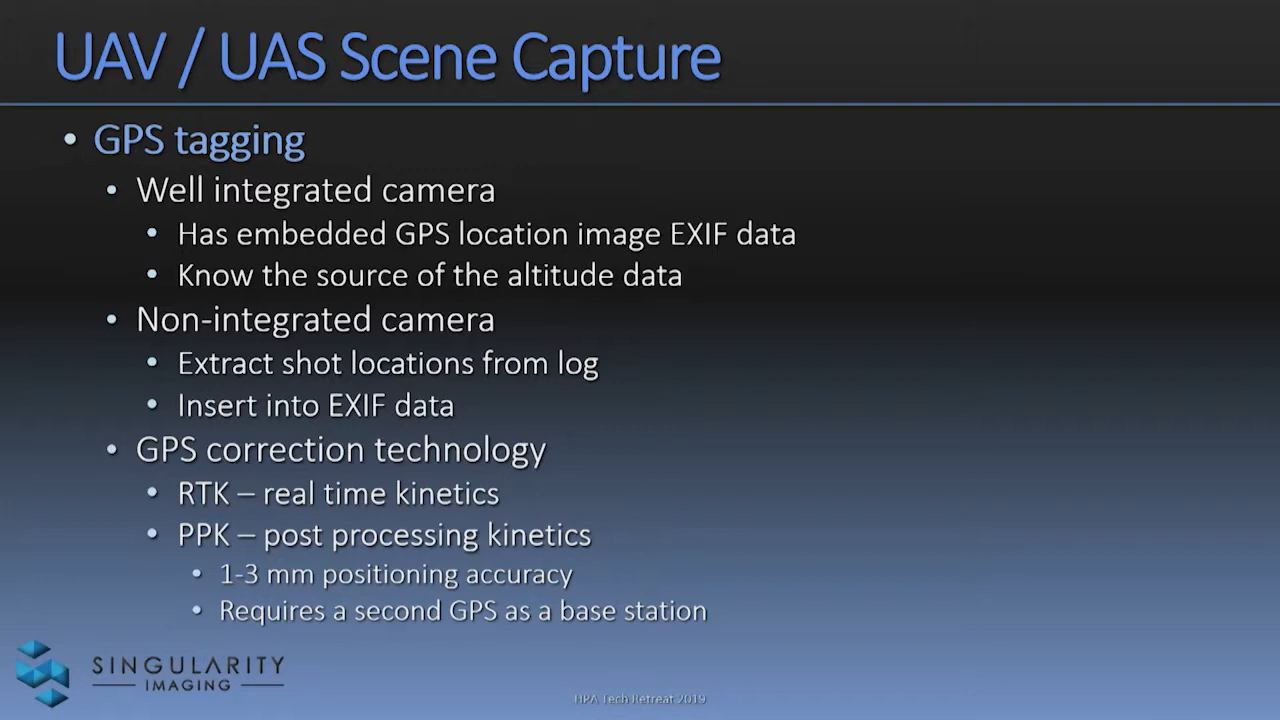 UAV / UAS Scene Capture
• GPS tagging
• Well integrated camera
• Has embedded GPS location image EXIF data
• Know the source of the altitude data
• Non-integrated camera
• Extract shot locations from log
• Insert into EXIF data
• GPS correction technology
• RTK – real time kinetics
• PPK – post processing kinetics
• 1-3 mm positioning accuracy
• Requires a second GPS as a base station
SINGULARITY
IMAGING
HPA Tech Retreat 2019